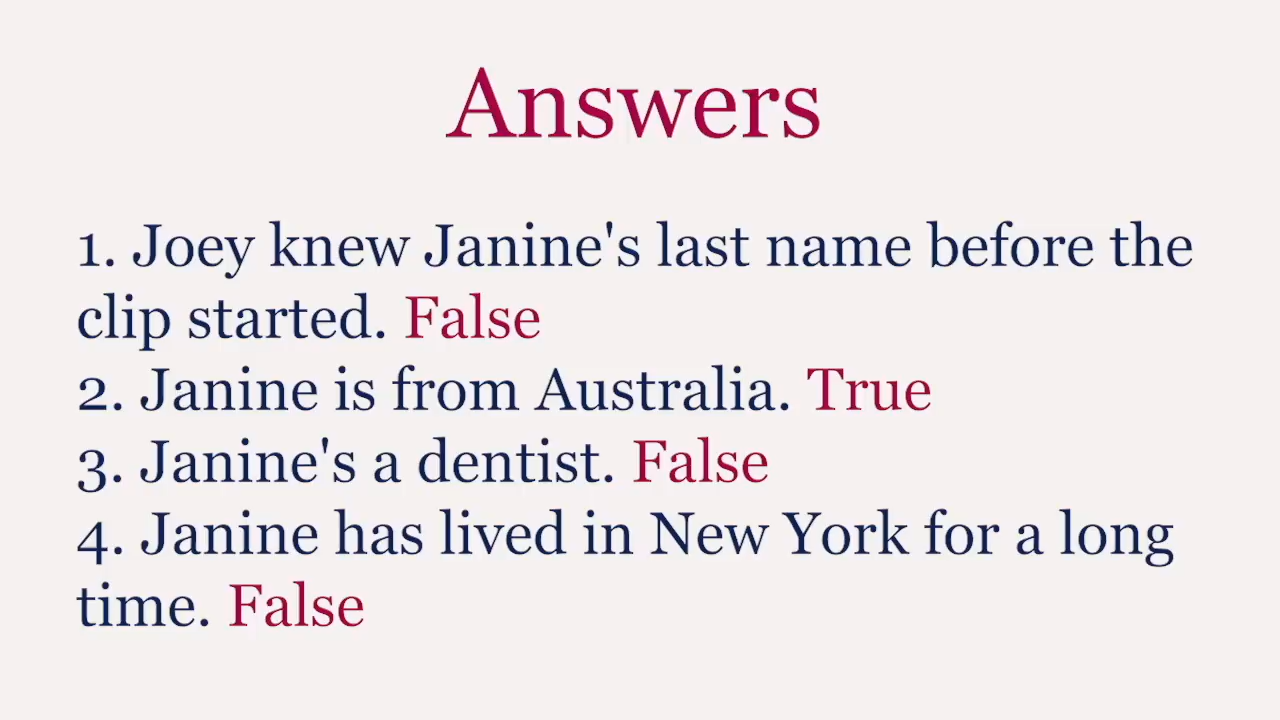 Answers
1. Joey knew Janine's last name before the
clip started. False
2. Janine is from Australia. True
3. Janine's a dentist. False
4. Janine has lived in New York for a long
time. False